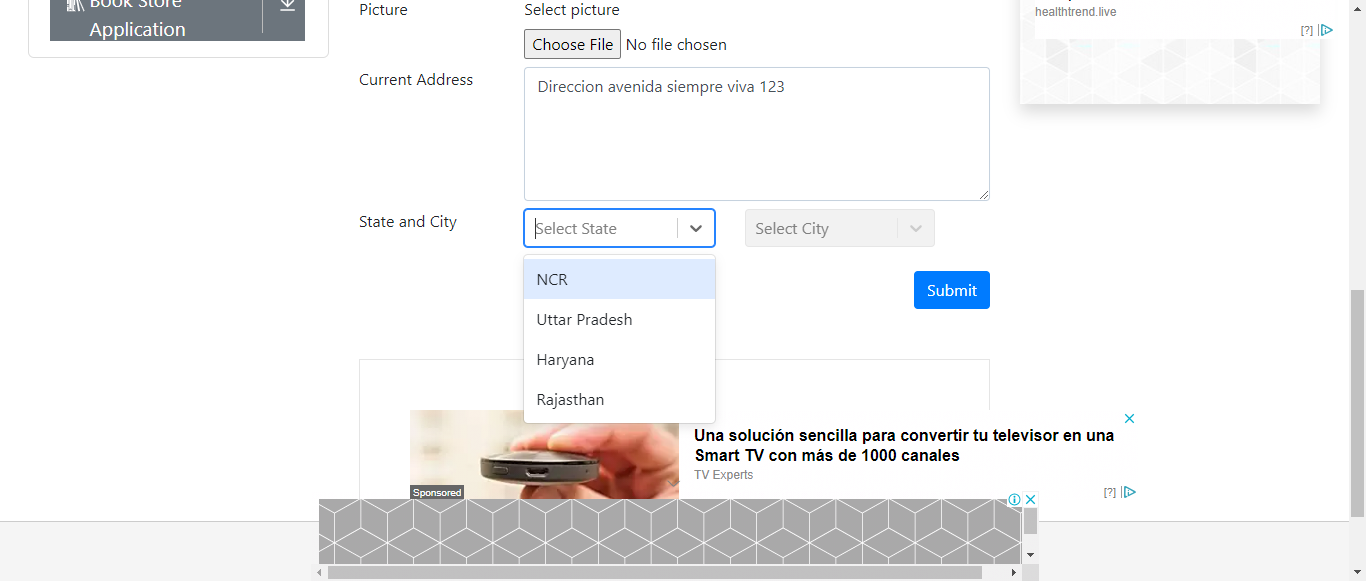 Book Store
Application
Picture
Select picture
Choose File No file chosen
Current Address
Direccion avenida siempre viva 123
State and City
Select State
Select City
NCR
Uttar Pradesh
Haryana
Rajasthan
Submit
healthtrend.live
[?]
Una solución sencilla para convertir tu televisor en una
Smart TV con más de 1000 canales
TV Experts
Sponsored
[?]